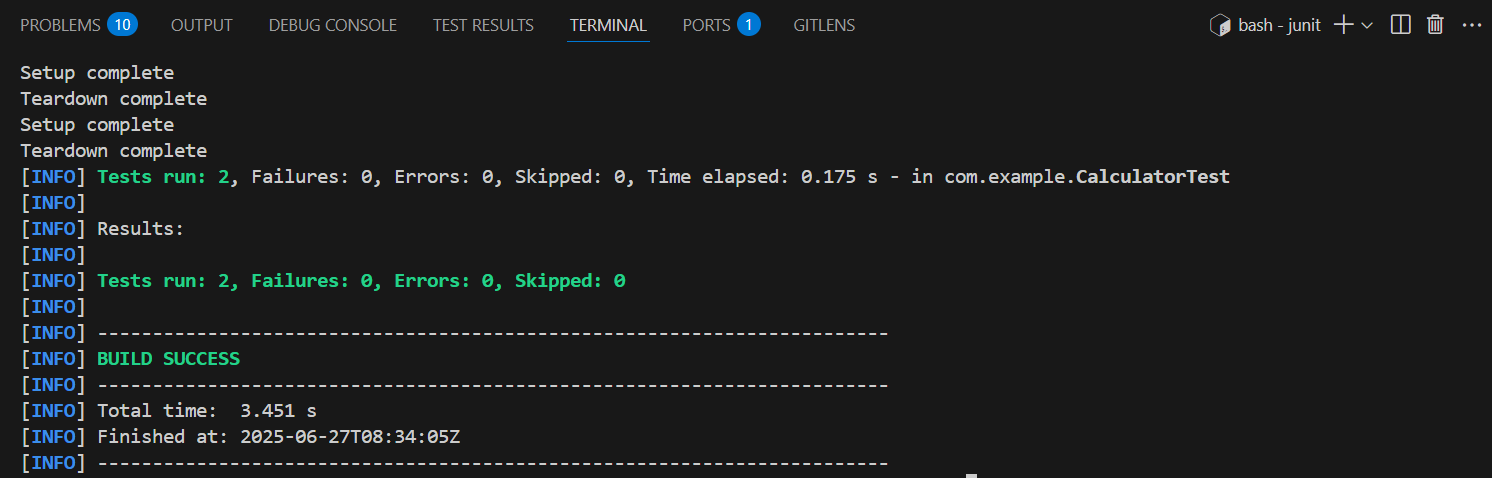 PROBLEMS 10 OUTPUT DEBUG CONSOLE TEST RESULTS TERMINAL PORTS 1 GITLENS bash - junit
Setup complete
Teardown complete
Setup complete
Teardown complete
[INFO] Tests run: 2, Failures: 0, Errors: 0, Skipped: 0, Time elapsed: 0.175 s - in com.example.CalculatorTest
[INFO]
[INFO] Results:
[INFO]
[INFO] Tests run: 2, Failures: 0, Errors: 0, Skipped: 0
[INFO]
[INFO] ------------------------------------------------------------------------
[INFO] BUILD SUCCESS
[INFO] ------------------------------------------------------------------------
[INFO] Total time:  3.451 s
[INFO] Finished at: 2025-06-27T08:34:05Z
[INFO] ------------------------------------------------------------------------